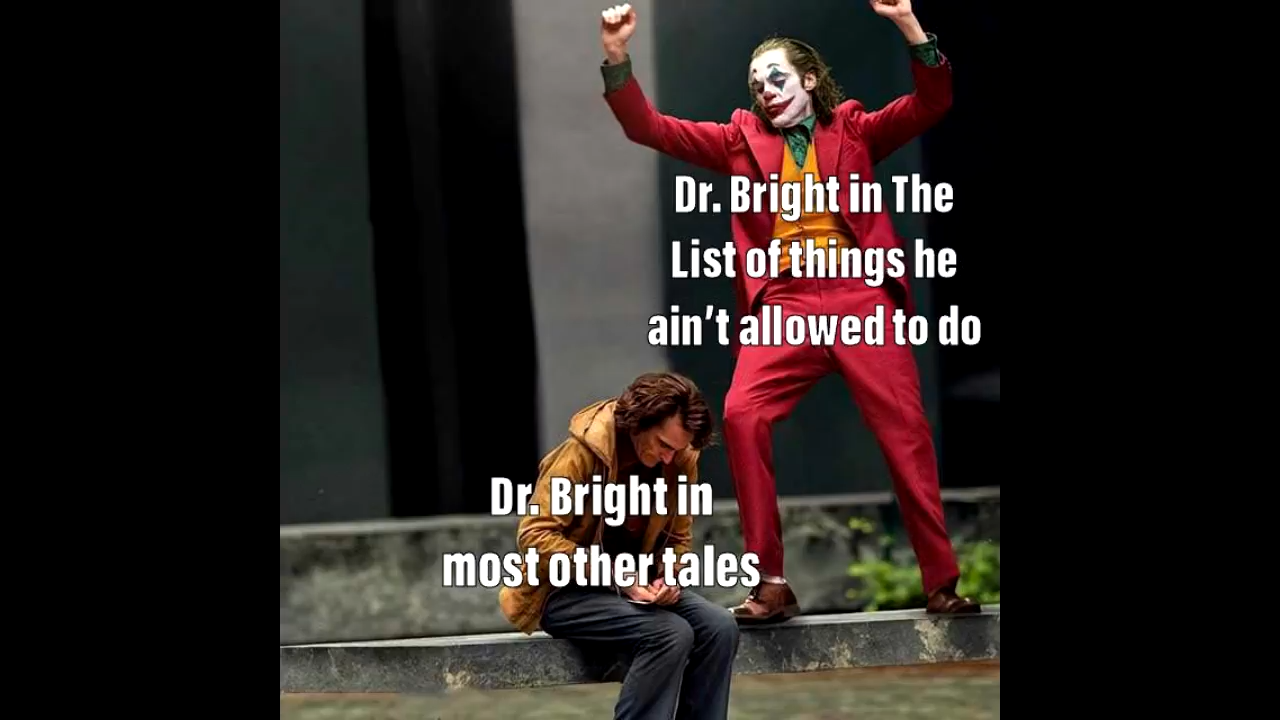 Dr. Bright in The
List of things he
ain't allowed to do
Dr. Bright in
most other tales